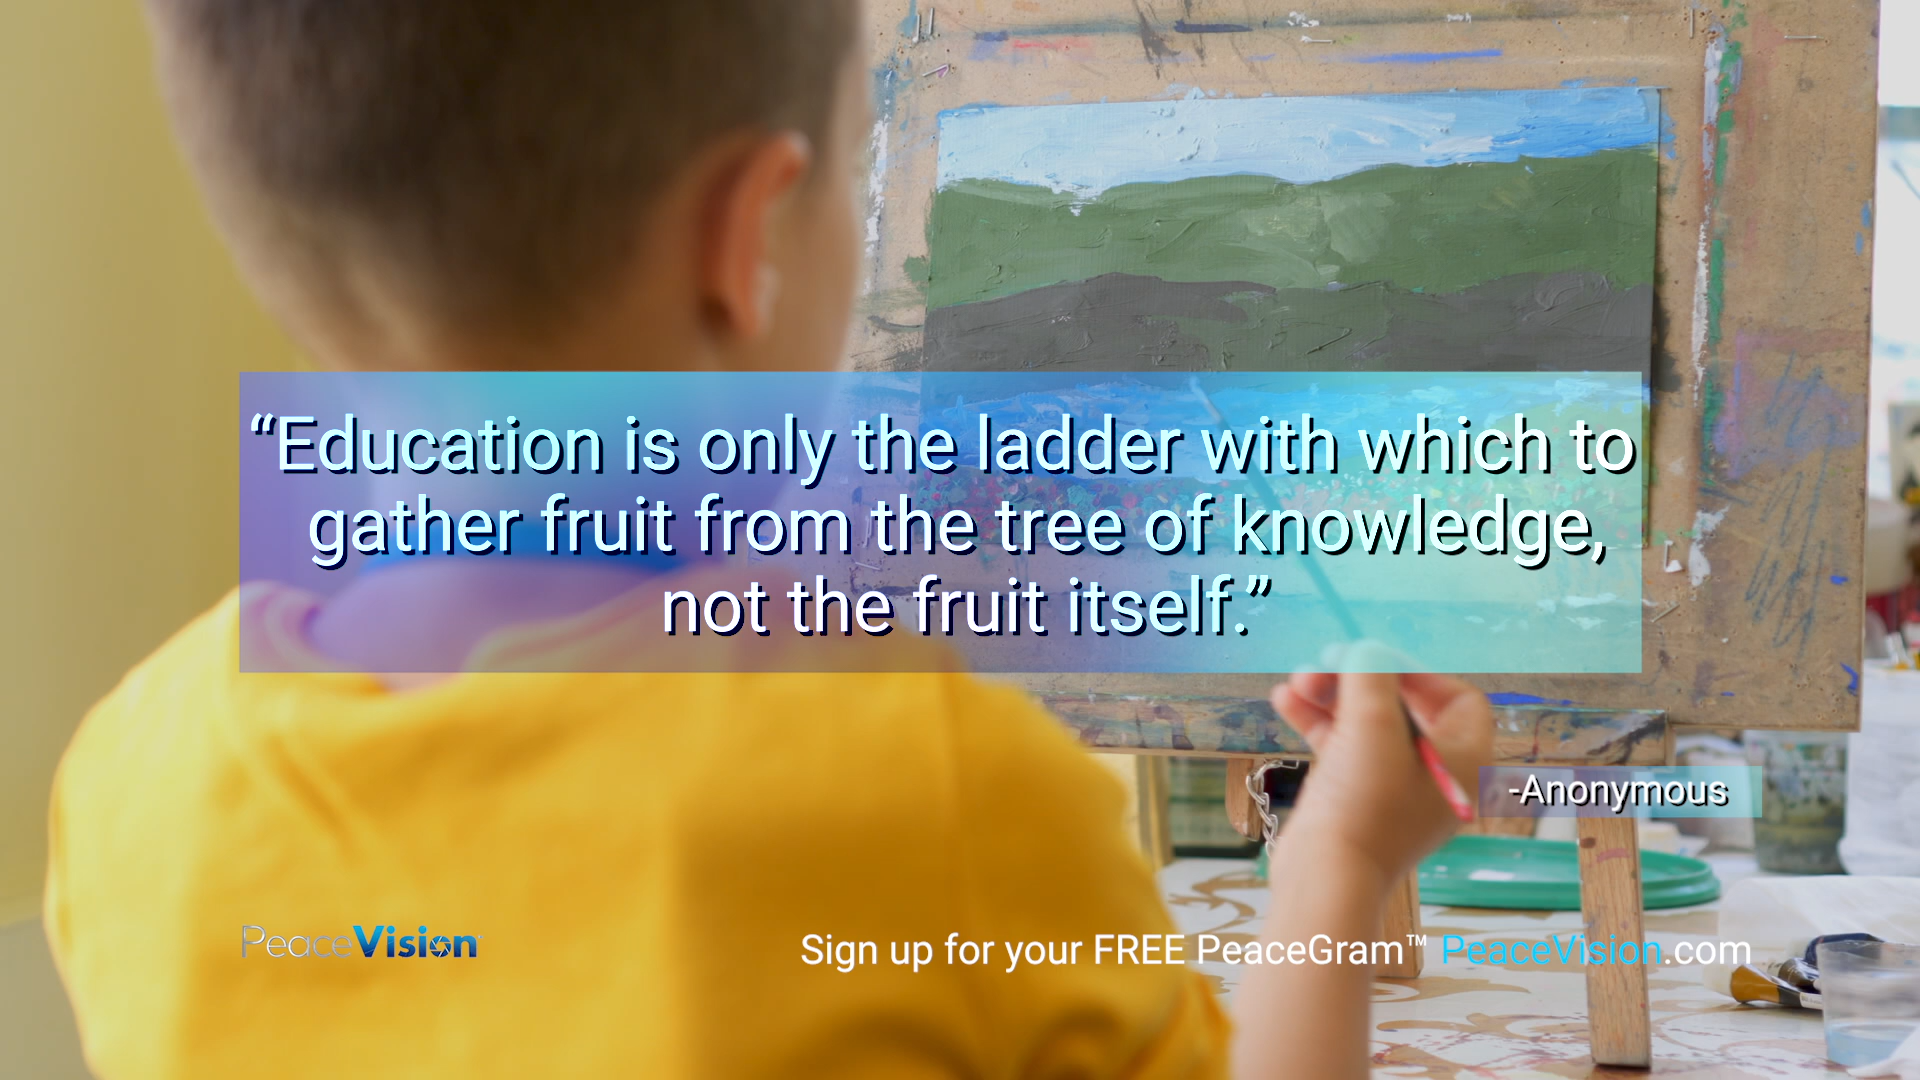 “Education is only the ladder with which to
gather fruit from the tree of knowledge,
not the fruit itself.”
-Anonymous
PeaceVision
Sign up for your FREE PeaceGram™ PeaceVision.com